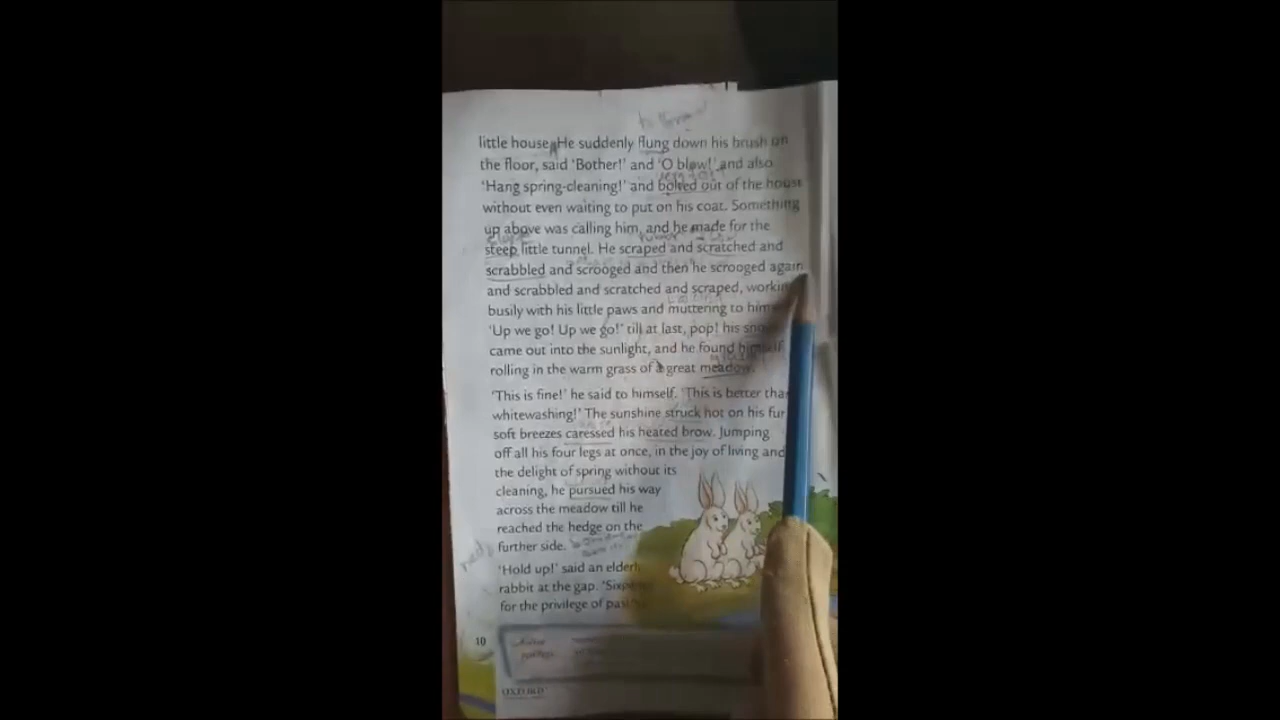 little house. He suddenly flung down his brush on
the floor, said 'Bother!' and 'O blow!' and also
'Hang spring-cleaning!' and bolted out of the house
without even waiting to put on his coat. Something
up above was calling him, and he made for the
steep little tunnel. He scraped and scratched and
scrabbled and scrooged and then he scrooged again
and scrabbled and scratched and scraped, workin
busily with his little paws and muttering to him
'Up we go! Up we go!' till at last, pop! his
came out into the sunlight, and he found himself
rolling in the warm grass of a great meadow.
'This is fine!' he said to himself. 'This is better tha
whitewashing!' The sunshine struck hot on his fur
soft breezes caressed his heated brow. Jumping
off all his four legs at once, in the joy of living and
the delight of spring without its
cleaning, he pursued his way
across the meadow till he
reached the hedge on the
further side.
'Hold up!' said an elderl
rabbit at the gap.
for the privilege of
10
OXFORD